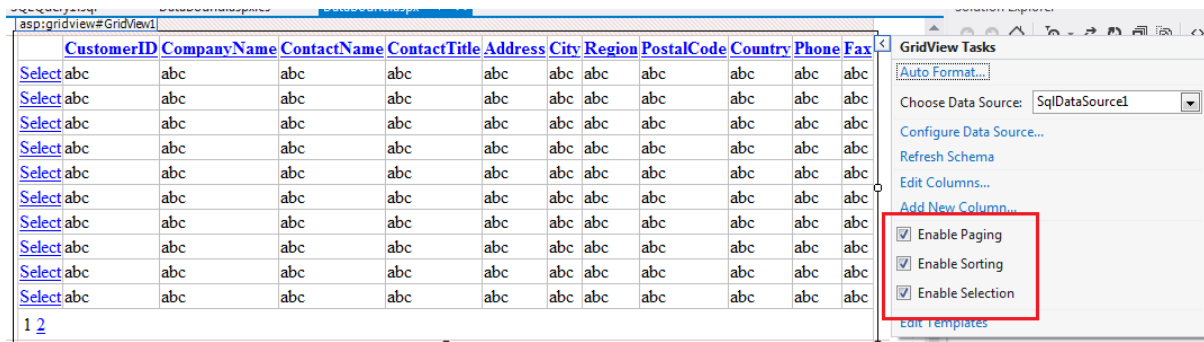 DataBound.aspx
Solution Explorer
asp:gridview#GridView1
CustomerID CompanyName ContactName ContactTitle Address City Region PostalCode Country Phone Fax
Select abc abc abc abc abc abc abc abc abc abc abc
Select abc abc abc abc abc abc abc abc abc abc abc
Select abc abc abc abc abc abc abc abc abc abc abc
Select abc abc abc abc abc abc abc abc abc abc abc
Select abc abc abc abc abc abc abc abc abc abc abc
Select abc abc abc abc abc abc abc abc abc abc abc
Select abc abc abc abc abc abc abc abc abc abc abc
Select abc abc abc abc abc abc abc abc abc abc abc
Select abc abc abc abc abc abc abc abc abc abc abc
Select abc abc abc abc abc abc abc abc abc abc abc
1 2
GridView Tasks
Auto Format...
Choose Data Source: SqlDataSource1
Configure Data Source...
Refresh Schema
Edit Columns...
Add New Column...
Enable Paging
Enable Sorting
Enable Selection
Edit Templates